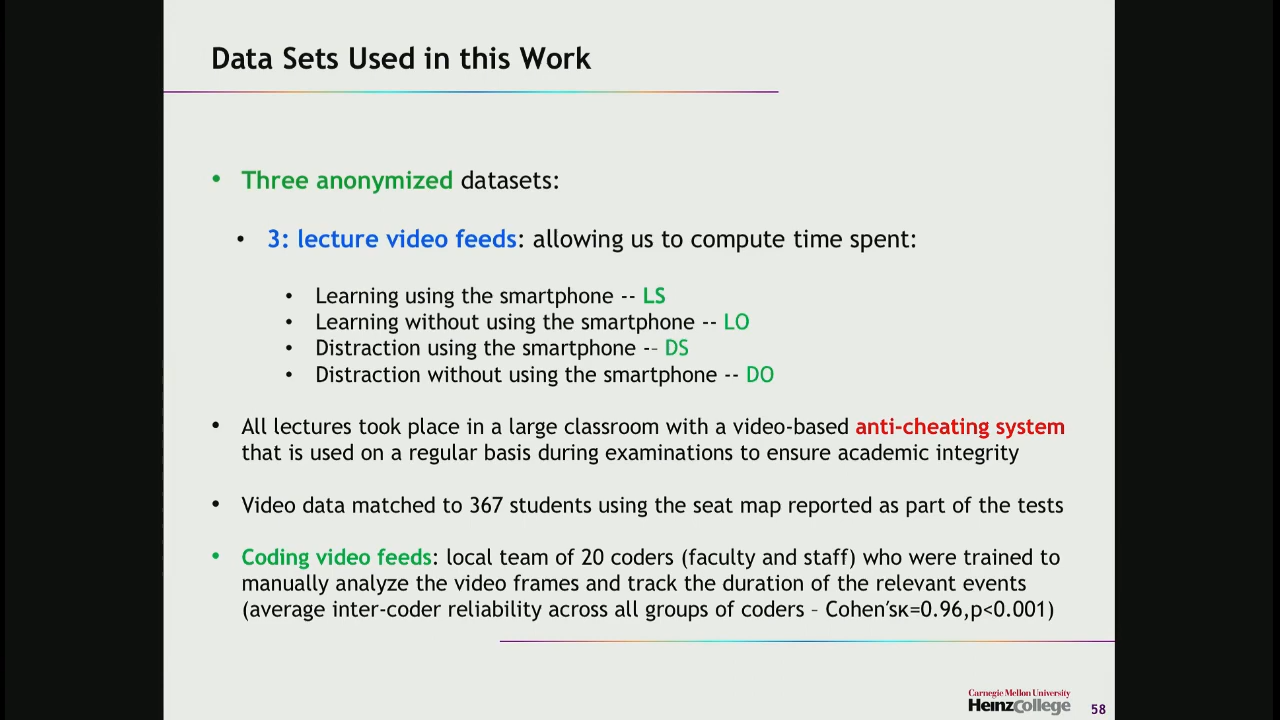 Data Sets Used in this Work
• Three anonymized datasets:
• 3: lecture video feeds: allowing us to compute time spent:
• Learning using the smartphone -- LS
• Learning without using the smartphone -- LO
• Distraction using the smartphone -- DS
• Distraction without using the smartphone -- DO
• All lectures took place in a large classroom with a video-based anti-cheating system
that is used on a regular basis during examinations to ensure academic integrity
• Video data matched to 367 students using the seat map reported as part of the tests
• Coding video feeds: local team of 20 coders (faculty and staff) who were trained to
manually analyze the video frames and track the duration of the relevant events
(average inter-coder reliability across all groups of coders – Cohen’sκ=0.96,p<0.001)
Carnegie Mellon University
HeinzCollege
58